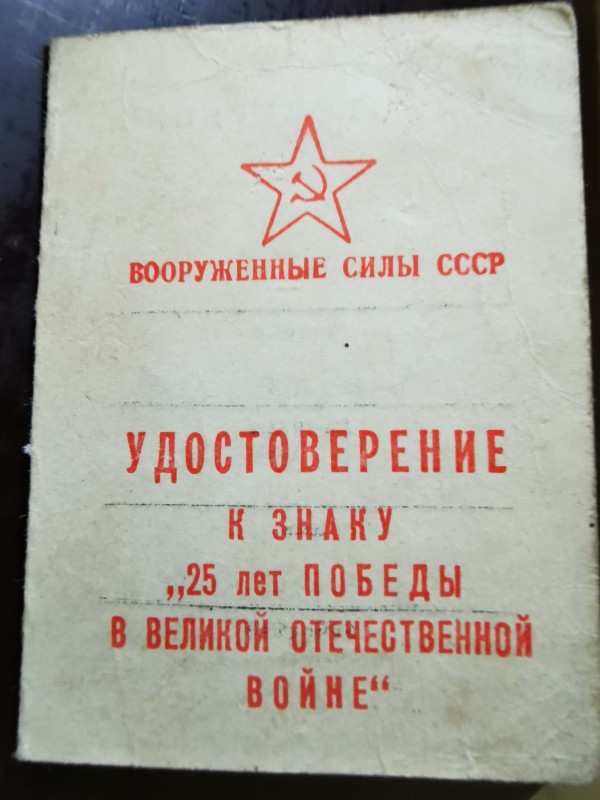 ВООРУЖЕННЫЕ СИЛЫ СССР
УДОСТОВЕРЕНИЕ
К ЗНАКУ
„25 лет ПОБЕДЫ
В ВЕЛИКОЙ ОТЕЧЕСТВЕННОЙ
ВОЙНЕ“